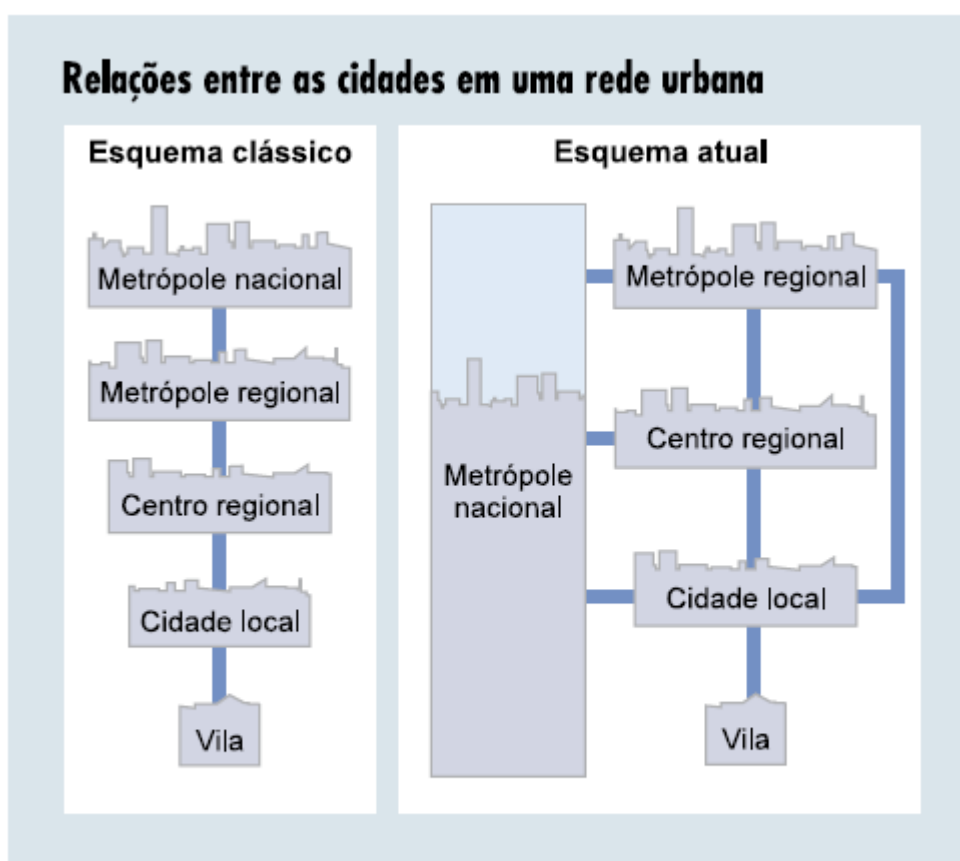 Relações entre as cidades em uma rede urbana
Esquema clássico
Metrópole nacional
Metrópole regional
Centro regional
Cidade local
Vila
Esquema atual
Metrópole
nacional
Metrópole regional
Centro regional
Cidade local
Vila